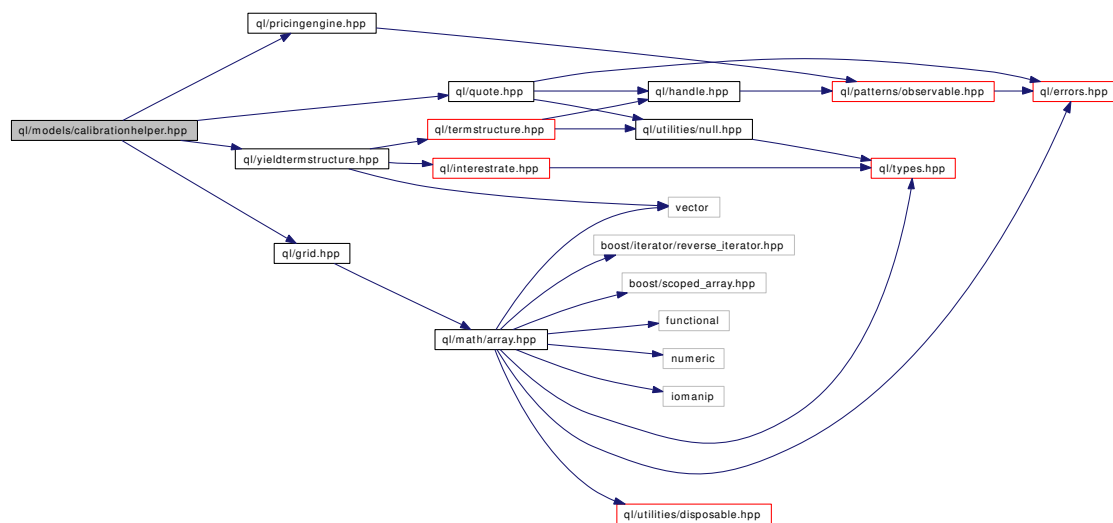 ql/pricingengine.hpp
ql/quote.hpp
ql/handle.hpp
ql/patterns/observable.hpp
ql/errors.hpp
ql/models/calibrationhelper.hpp
ql/termstructure.hpp
ql/utilities/null.hpp
ql/yieldtermstructure.hpp
ql/interestrate.hpp
ql/types.hpp
vector
ql/grid.hpp
boost/iterator/reverse_iterator.hpp
boost/scoped_array.hpp
functional
ql/math/array.hpp
numeric
iomanip
ql/utilities/disposable.hpp